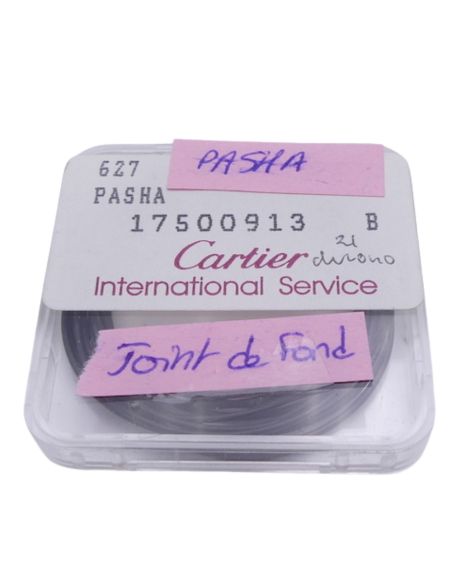 627
PASHA
PASHA
17500913 B
21
Cartier chrono
International Service
Joint de Fond